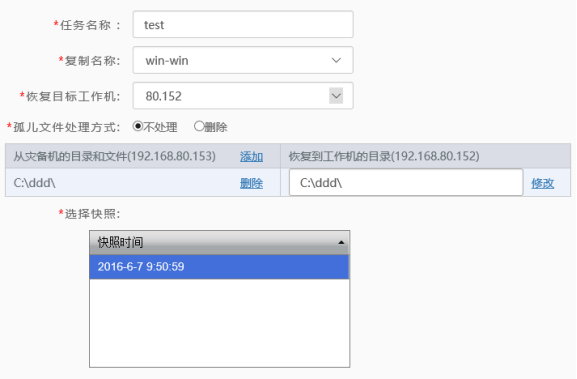 *任务名称 : test
*复制名称: win-win
*恢复目标工作机: 80.152
*孤儿文件处理方式: 不处理 删除
从灾备机的目录和文件(192.168.80.153) 添加 恢复到工作机的目录(192.168.80.152)
C:\ddd\ 删除 C:\ddd\ 修改
*选择快照:
快照时间
2016-6-7 9:50:59